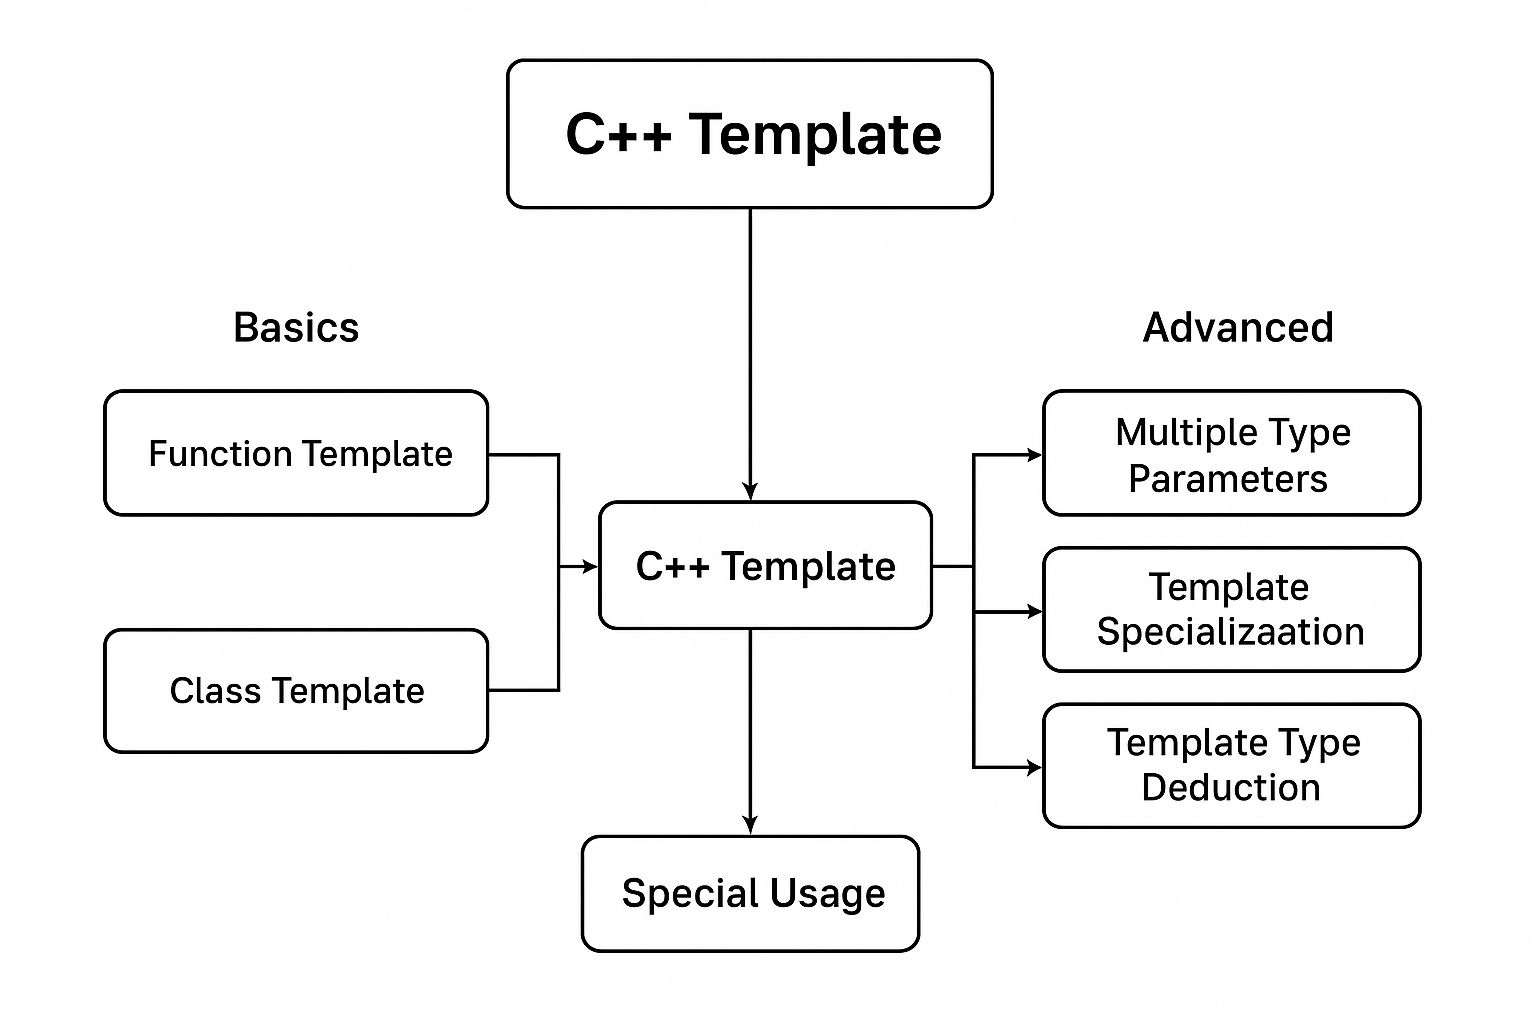 C++ Template
Basics
Advanced
Function Template
Multiple Type
Parameters
C++ Template
Template
Specializaation
Class Template
Template Type
Deduction
Special Usage